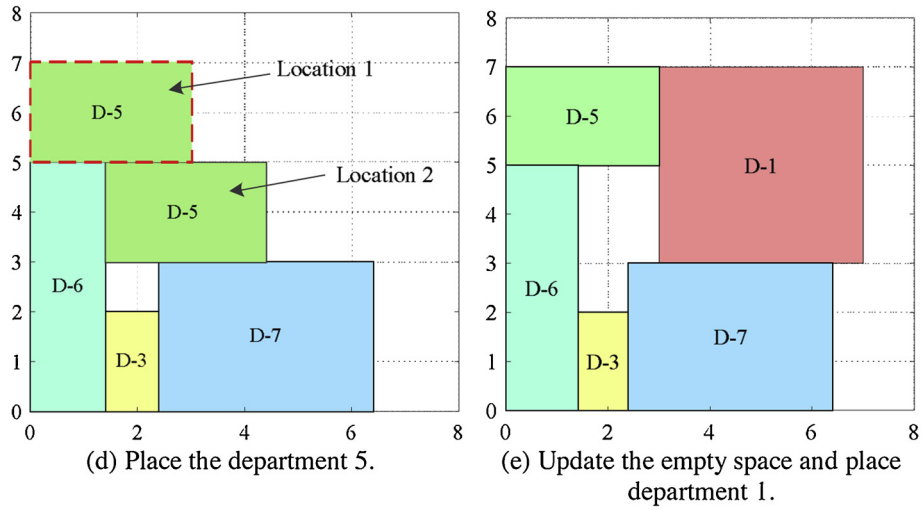 8
7
6
5
4
3
2
1
0
0 2 4 6 8
D-5
Location 1
D-5
Location 2
D-6
D-3
D-7
(d) Place the department 5.
8
7
6
5
4
3
2
1
0
0 2 4 6 8
D-5
D-1
D-6
D-3
D-7
(e) Update the empty space and place
department 1.